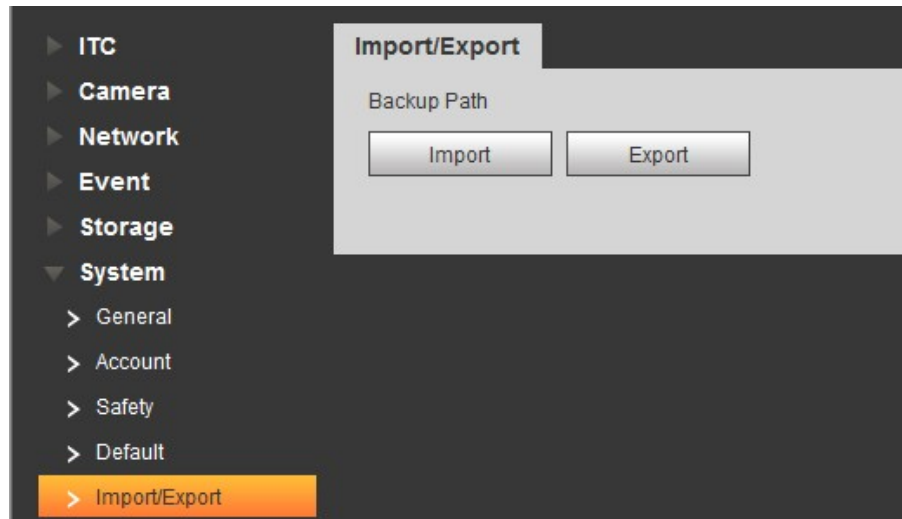 ITC
Camera
Network
Event
Storage
System
General
Account
Safety
Default
Import/Export
Import/Export
Backup Path
Import Export